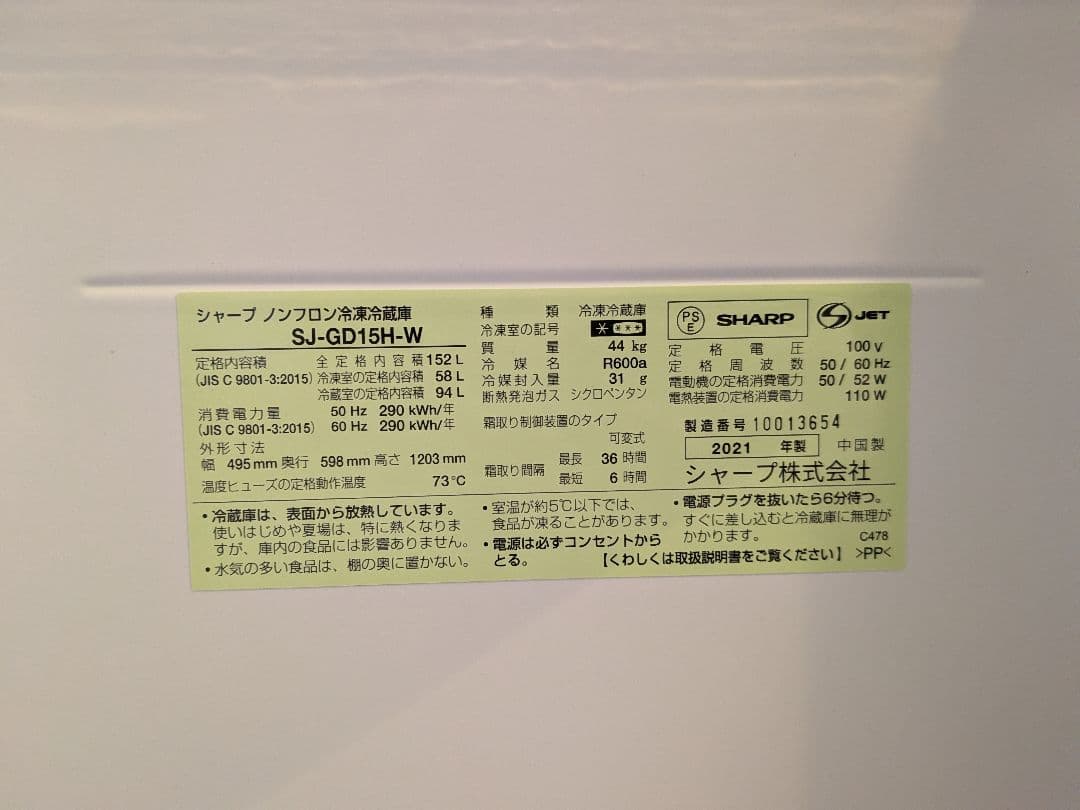 シャープ ノンフロン冷凍冷蔵庫
SJ-GD15H-W
定格内容積 全定格内容積 152 L
(JIS C 9801-3:2015) 冷凍室の定格内容積 58 L
冷蔵室の定格内容積 94 L
消費電力量 50 Hz 290 kWh/年
(JIS C 9801-3:2015) 60 Hz 290 kWh/年
外形寸法
幅 495 mm 奥行 598 mm 高さ 1203 mm
温度ヒューズの定格動作温度 73℃
種類 冷凍冷蔵庫
冷凍室の記号 ＊＊＊＊
質量 44 kg
冷媒名 R600a
冷媒封入量 31 g
断熱発泡ガス シクロペンタン
霜取り制御装置のタイプ
可変式
霜取り間隔 最長 36 時間
最短 6 時間
PS
E
SHARP
JET
定格電圧 100 V
定格周波数 50 / 60 Hz
電動機の定格消費電力 50 / 52 W
電熱装置の定格消費電力 110 W
製造番号 10013654
2021 年製 中国製
シャープ株式会社
・冷蔵庫は、表面から放熱しています。
使いはじめや夏場は、特に熱くなりま
すが、庫内の食品には影響ありません。
・水気の多い食品は、棚の奥に置かない。
・室温が約5℃以下では、
食品が凍ることがあります。
・電源は必ずコンセントから
とる。
・電源プラグを抜いたら6分待つ。
すぐに差し込むと冷蔵庫に無理が
かかります。
C478
【くわしくは取扱説明書をご覧ください】 >PP<